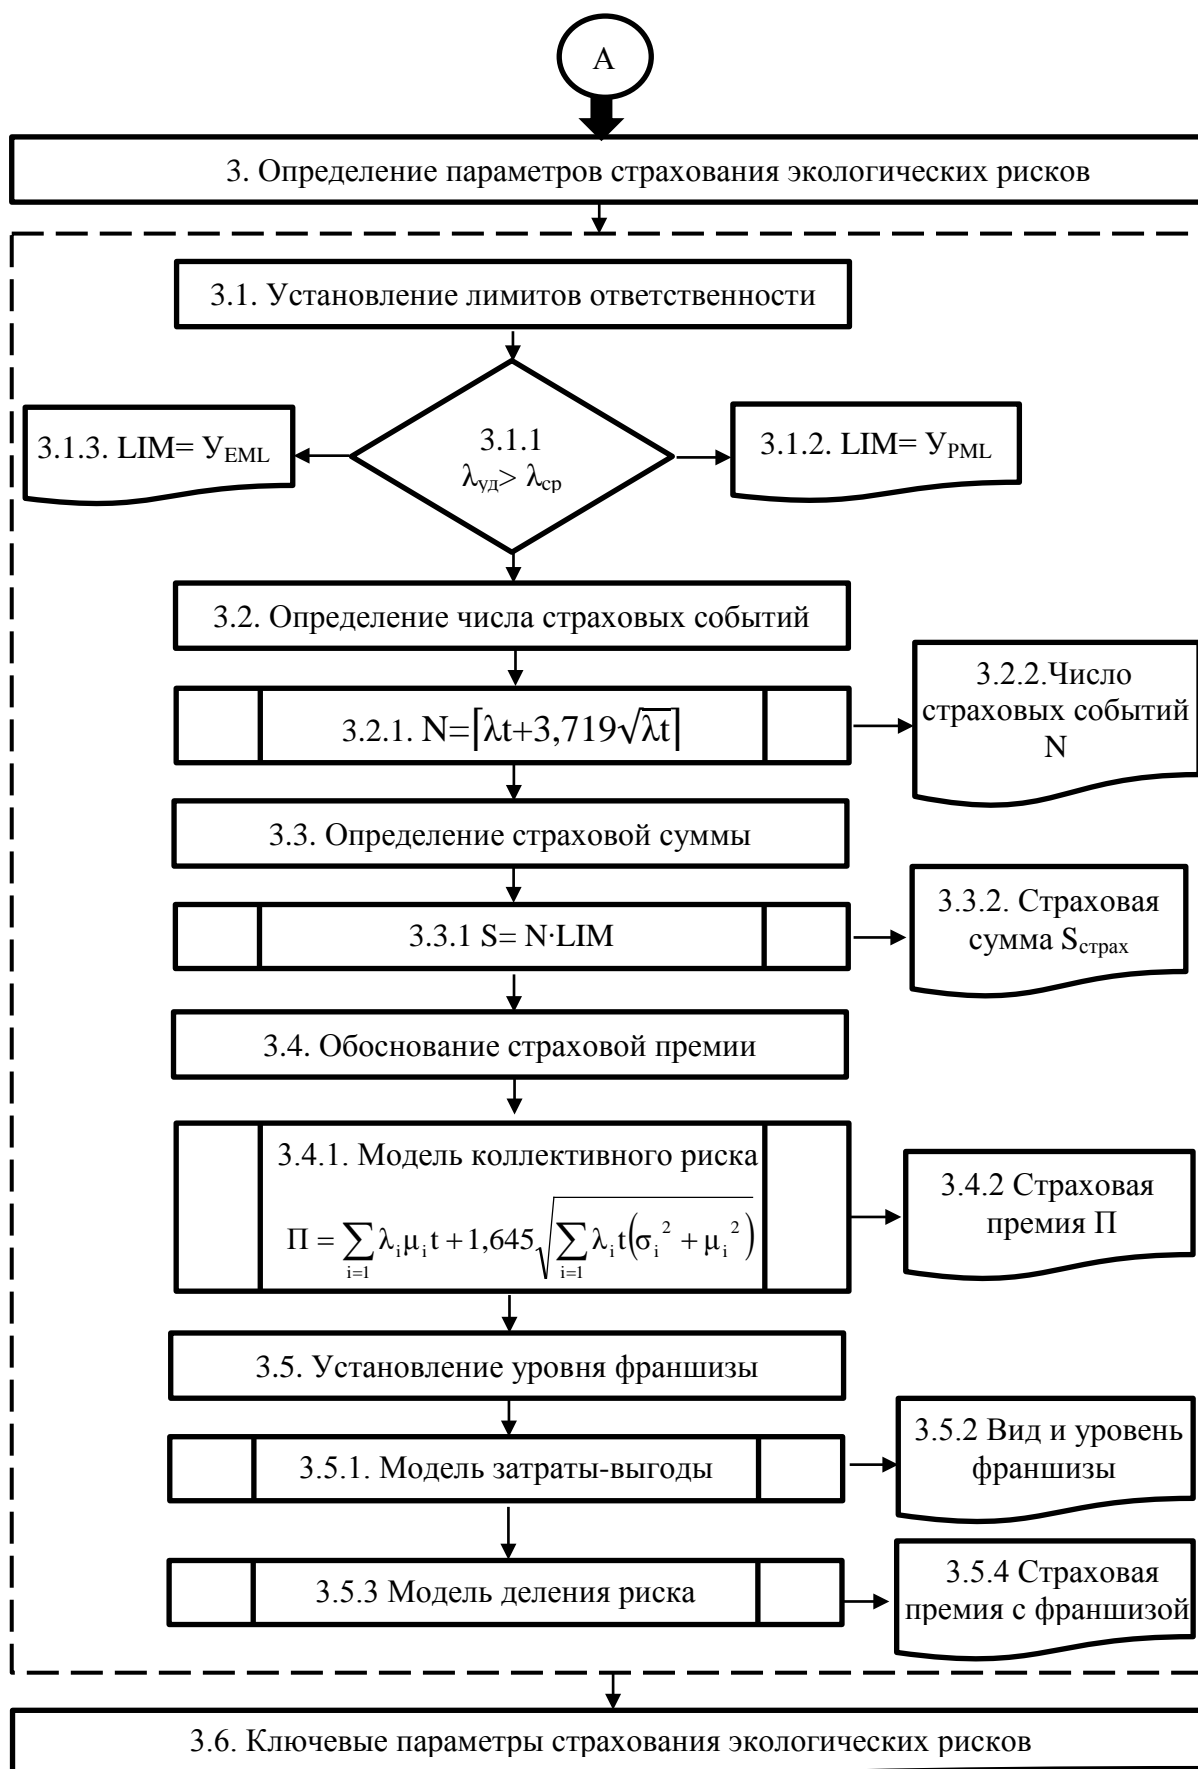 А
3. Определение параметров страхования экологических рисков
3.1. Установление лимитов ответственности
3.1.3. LIM= У_EML
3.1.1
λ_уд> λ_ср
3.1.2. LIM= У_PML
3.2. Определение числа страховых событий
3.2.1. N=⌈λt+3,719√λt⌉
3.2.2.Число
страховых событий
N
3.3. Определение страховой суммы
3.3.1 S= N·LIM
3.3.2. Страховая
сумма S_страх
3.4. Обоснование страховой премии
3.4.1. Модель коллективного риска
Π = ∑_{i=1} λ_i μ_i t + 1,645 √(∑_{i=1} λ_i t(σ_i² + μ_i²))
3.4.2 Страховая
премия П
3.5. Установление уровня франшизы
3.5.1. Модель затраты-выгоды
3.5.2 Вид и уровень
франшизы
3.5.3 Модель деления риска
3.5.4 Страховая
премия с франшизой
3.6. Ключевые параметры страхования экологических рисков